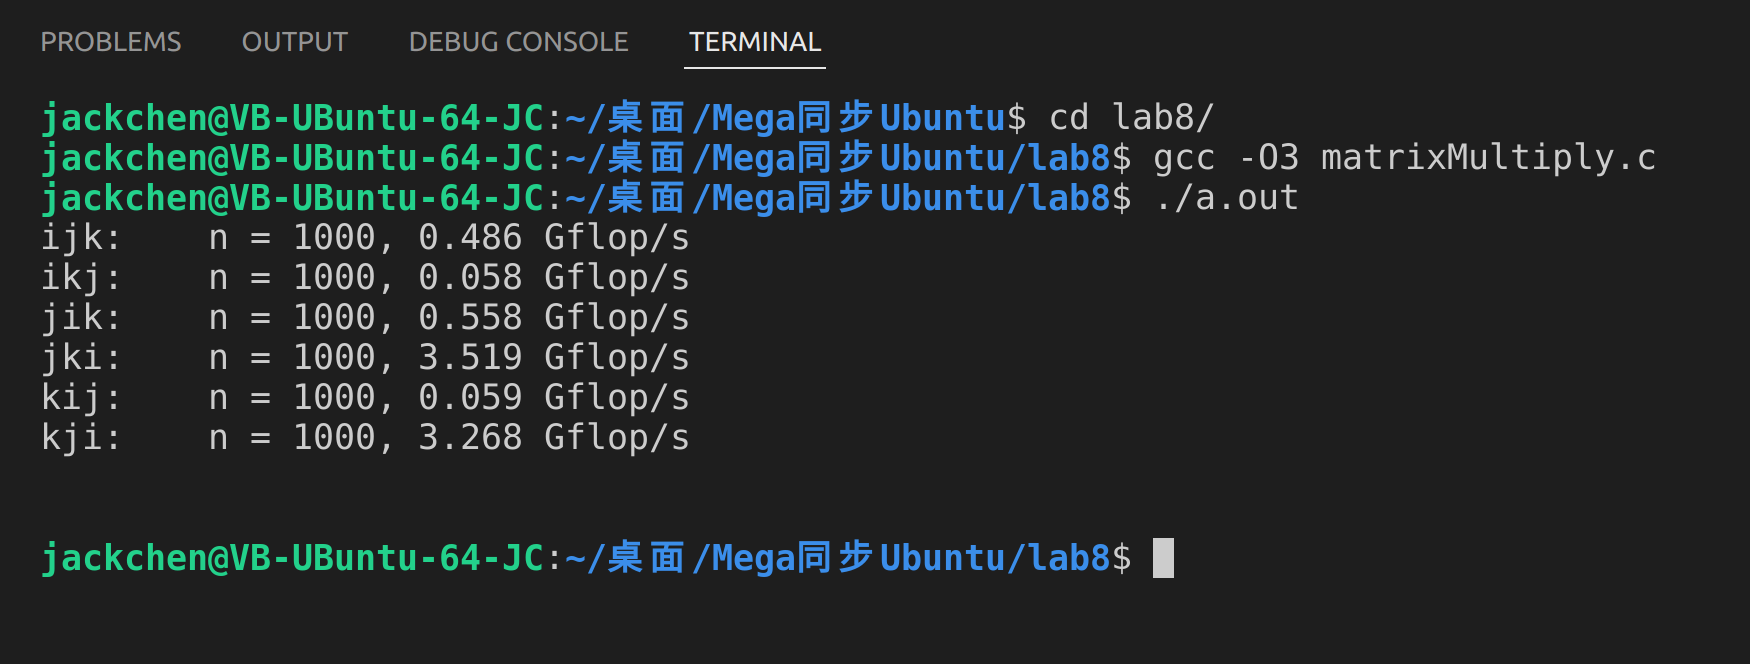 PROBLEMS OUTPUT DEBUG CONSOLE TERMINAL
jackchen@VB-UBuntu-64-JC:~/桌面/Mega同步Ubuntu$ cd lab8/
jackchen@VB-UBuntu-64-JC:~/桌面/Mega同步Ubuntu/lab8$ gcc -O3 matrixMultiply.c
jackchen@VB-UBuntu-64-JC:~/桌面/Mega同步Ubuntu/lab8$ ./a.out
ijk:    n = 1000, 0.486 Gflop/s
ikj:    n = 1000, 0.058 Gflop/s
jik:    n = 1000, 0.558 Gflop/s
jki:    n = 1000, 3.519 Gflop/s
kij:    n = 1000, 0.059 Gflop/s
kji:    n = 1000, 3.268 Gflop/s
jackchen@VB-UBuntu-64-JC:~/桌面/Mega同步Ubuntu/lab8$